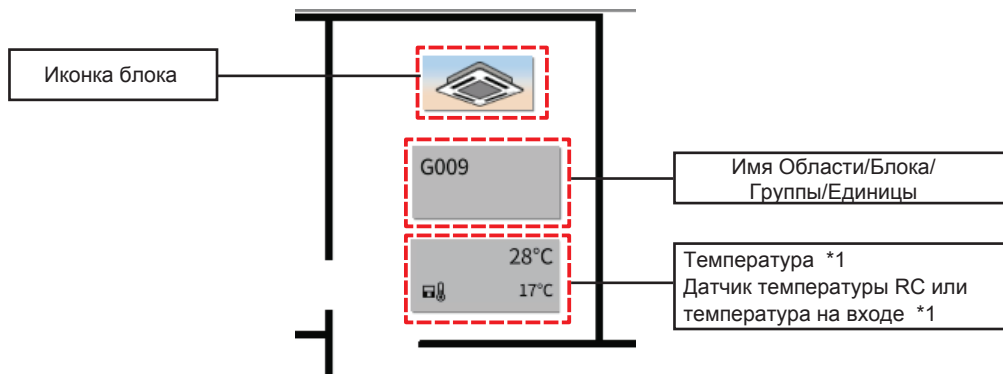 Иконка блока
G009
Имя Области/Блока/
Группы/Единицы
28°C
17°C
Температура *1
Датчик температуры RC или
температура на входе *1